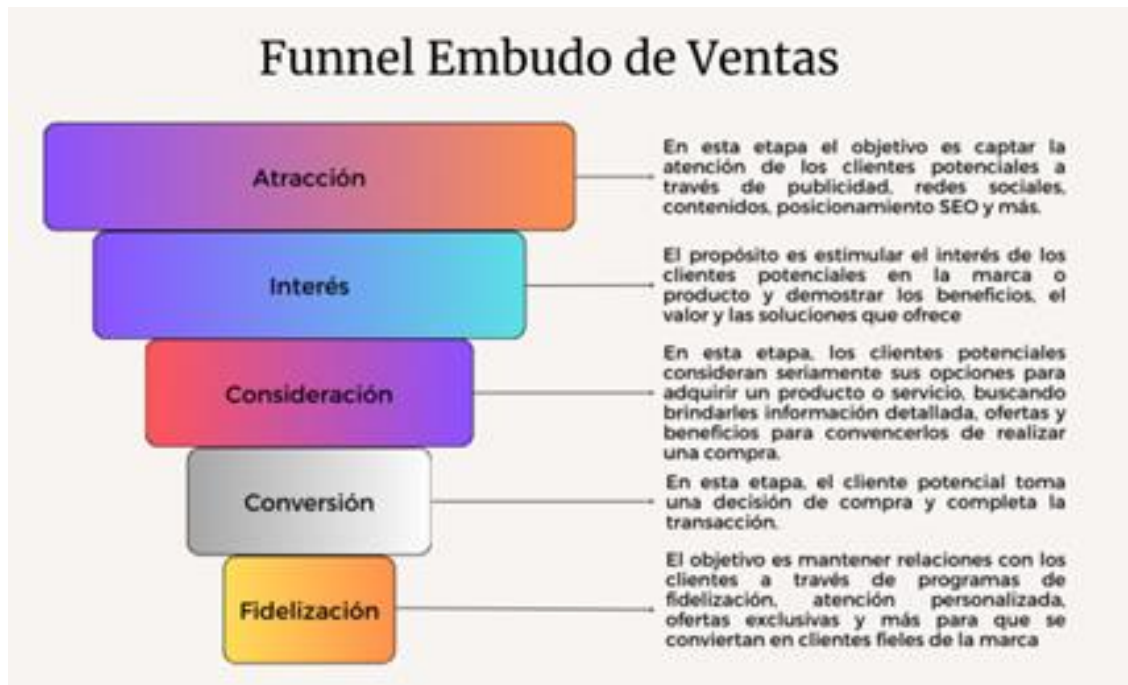 Funnel Embudo de Ventas
Atracción
En esta etapa el objetivo es captar la
atención de los clientes potenciales a
través de publicidad, redes sociales,
contenidos, posicionamiento SEO y más.
Interés
El propósito es estimular el interés de los
clientes potenciales en la marca o
producto y demostrar los beneficios, el
valor y las soluciones que ofrece
Consideración
En esta etapa, los clientes potenciales
consideran seriamente sus opciones para
adquirir un producto o servicio, buscando
brindarles información detallada, ofertas y
beneficios para convencerlos de realizar
una compra.
Conversión
En esta etapa, el cliente potencial toma
una decisión de compra y completa la
transacción.
Fidelización
El objetivo es mantener relaciones con los
clientes a través de programas de
fidelización, atención personalizada,
ofertas exclusivas y más para que se
conviertan en clientes fieles de la marca